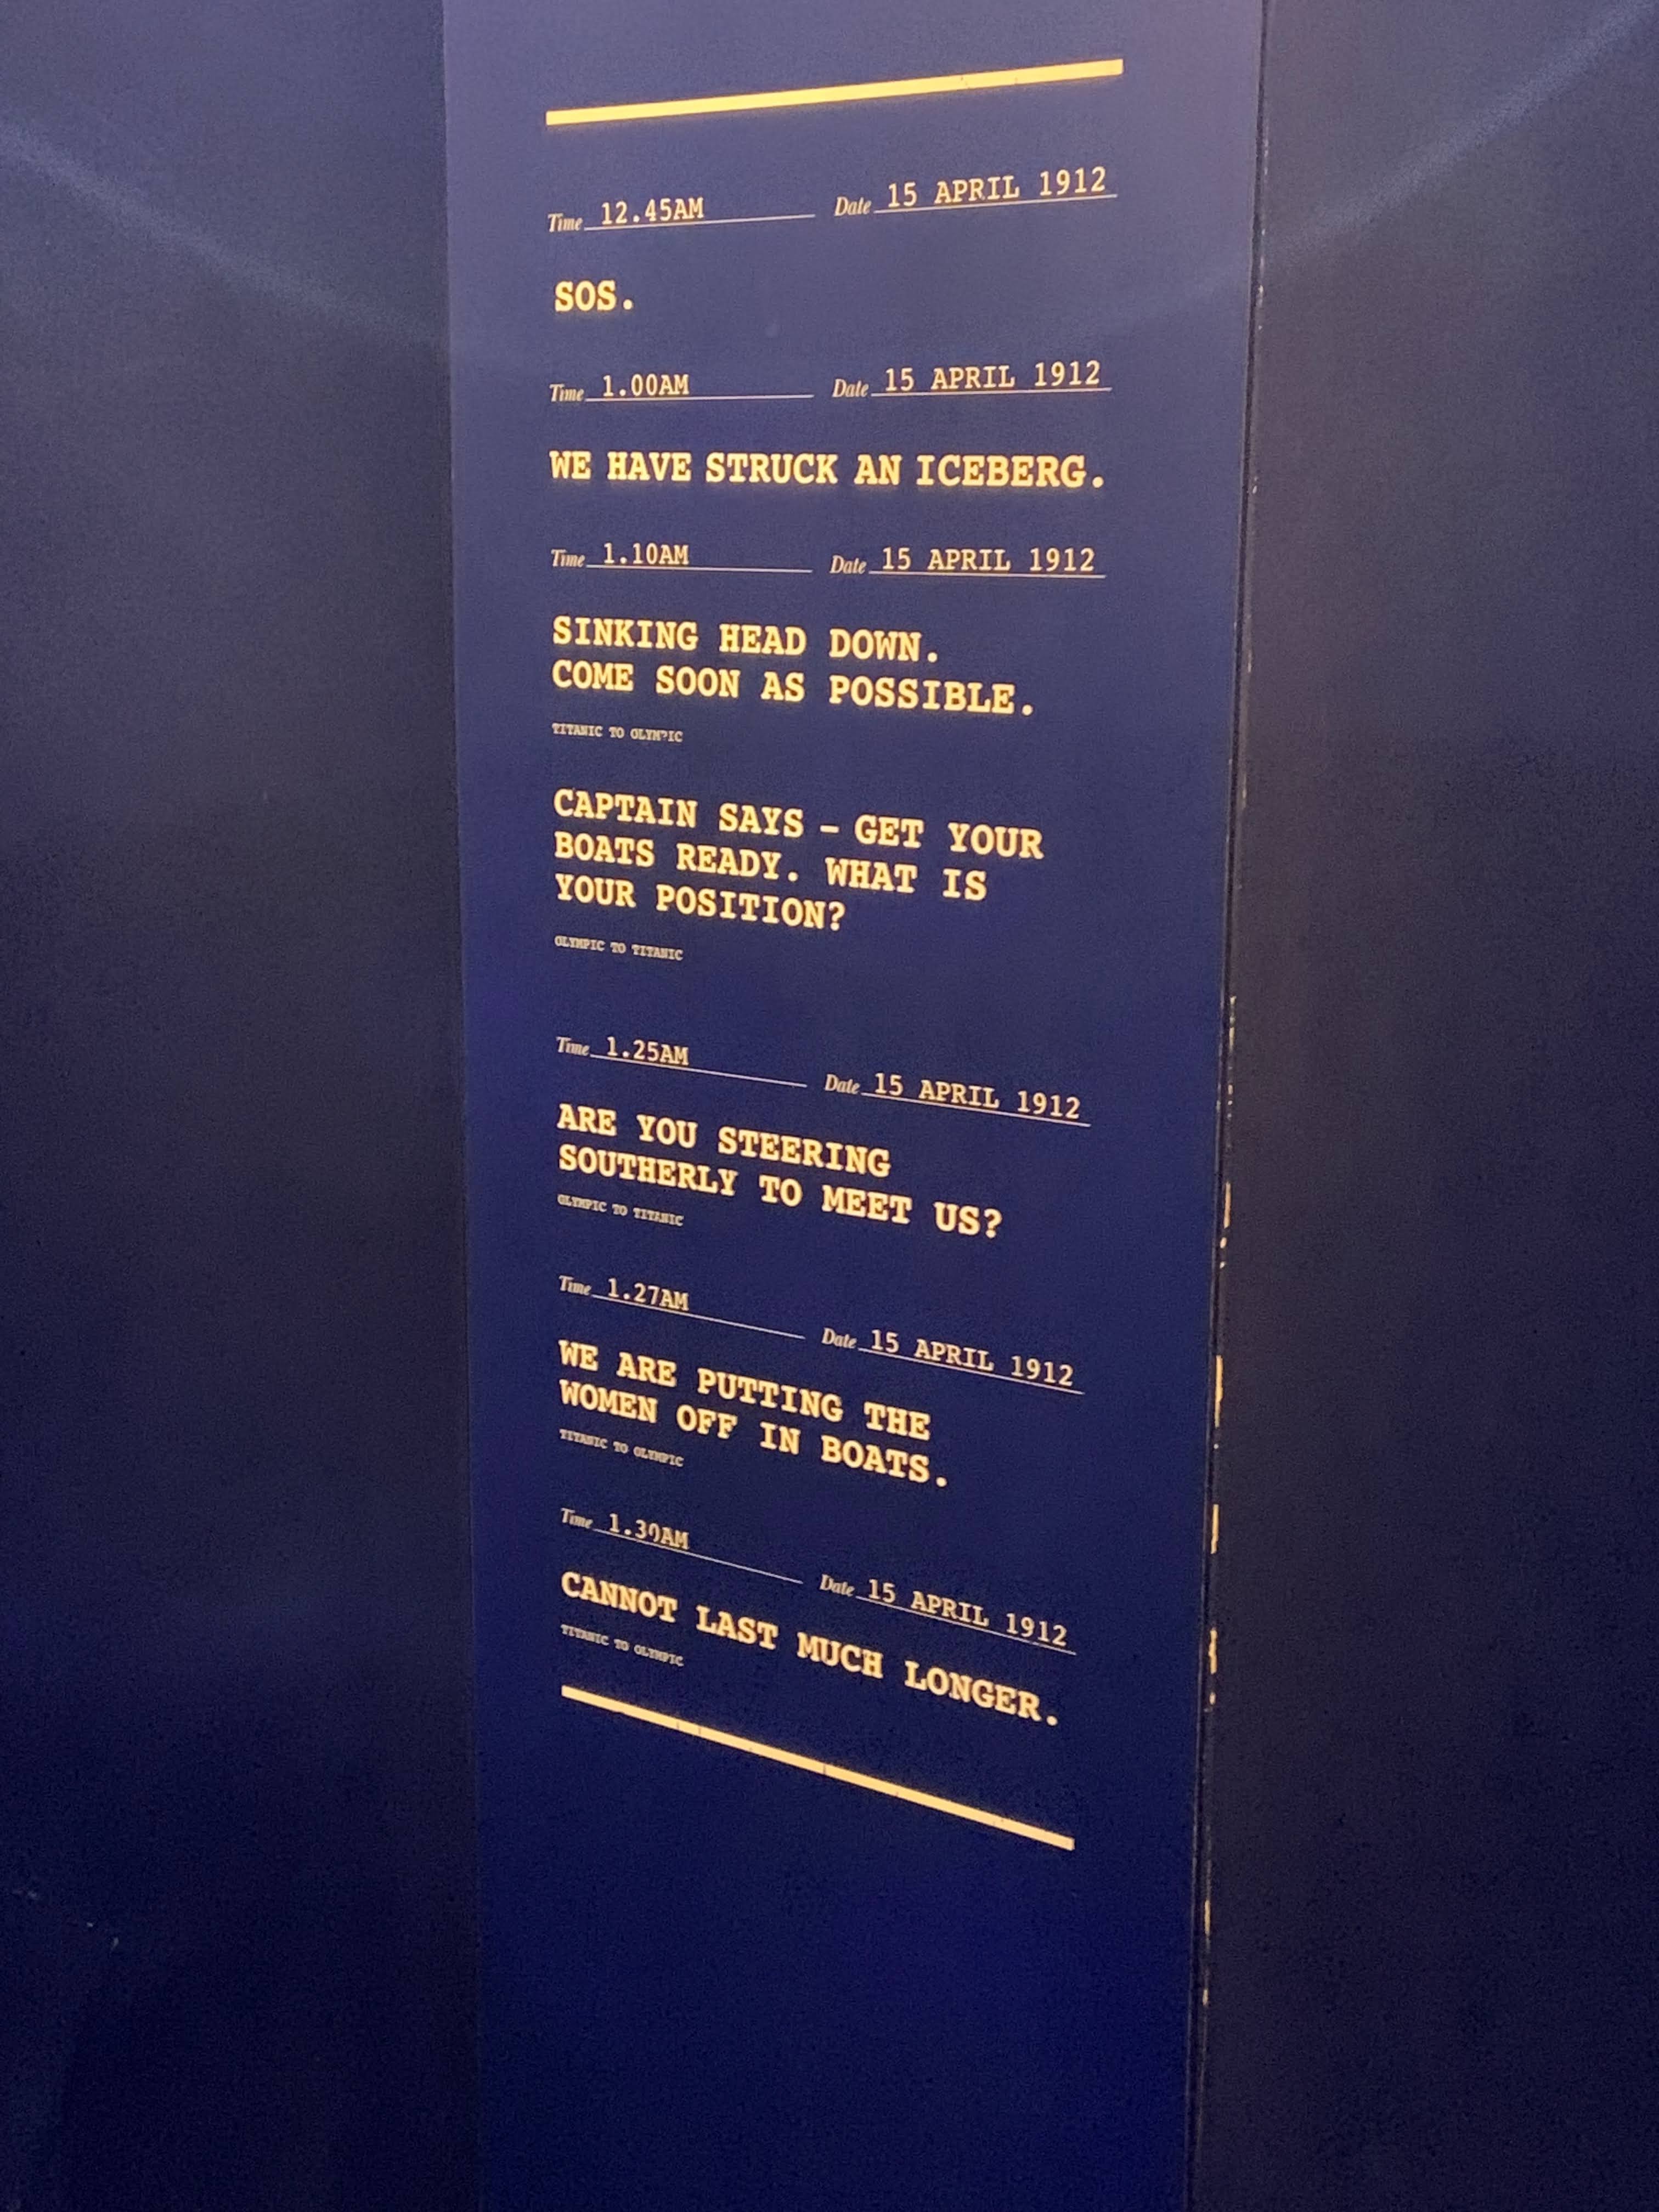 Time 12.45AM Date 15 APRIL 1912
SOS.
Time 1.00AM Date 15 APRIL 1912
WE HAVE STRUCK AN ICEBERG.
Time 1.10AM Date 15 APRIL 1912
SINKING HEAD DOWN.
COME SOON AS POSSIBLE.
TITANIC TO OLYMPIC
CAPTAIN SAYS – GET YOUR
BOATS READY. WHAT IS
YOUR POSITION?
OLYMPIC TO TITANIC
Time 1.25AM Date 15 APRIL 1912
ARE YOU STEERING
SOUTHERLY TO MEET US?
OLYMPIC TO TITANIC
Time 1.27AM Date 15 APRIL 1912
WE ARE PUTTING THE
WOMEN OFF IN BOATS.
TITANIC TO OLYMPIC
Time 1.30AM Date 15 APRIL 1912
CANNOT LAST MUCH LONGER.
TITANIC TO OLYMPIC